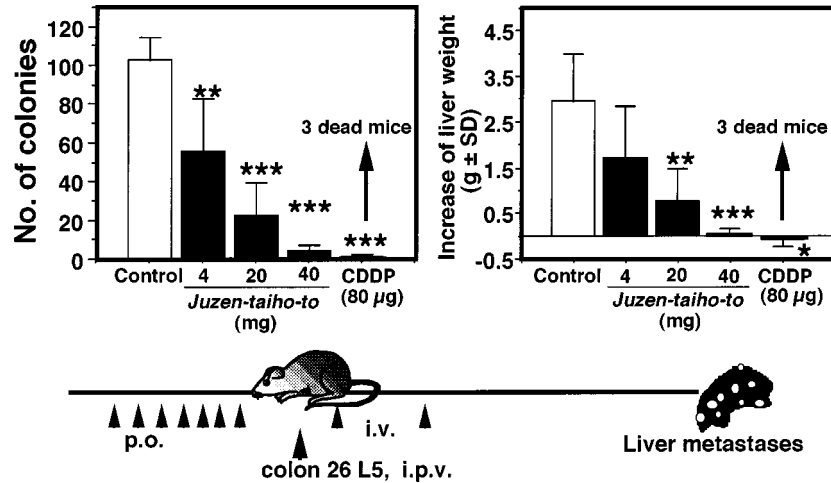 No. of colonies
120
100
80
60
40
20
0
**
***
***
***
3 dead mice
Control
4
20
40
CDDP
(80 µg)
Juzen-taiho-to
(mg)
Increase of liver weight
(g ± SD)
4.5
3.5
2.5
1.5
0.5
-0.5
**
***
*
3 dead mice
Control
4
20
40
CDDP
(80 µg)
Juzen-taiho-to
(mg)
p.o.
i.v.
colon 26 L5, i.p.v.
Liver metastases